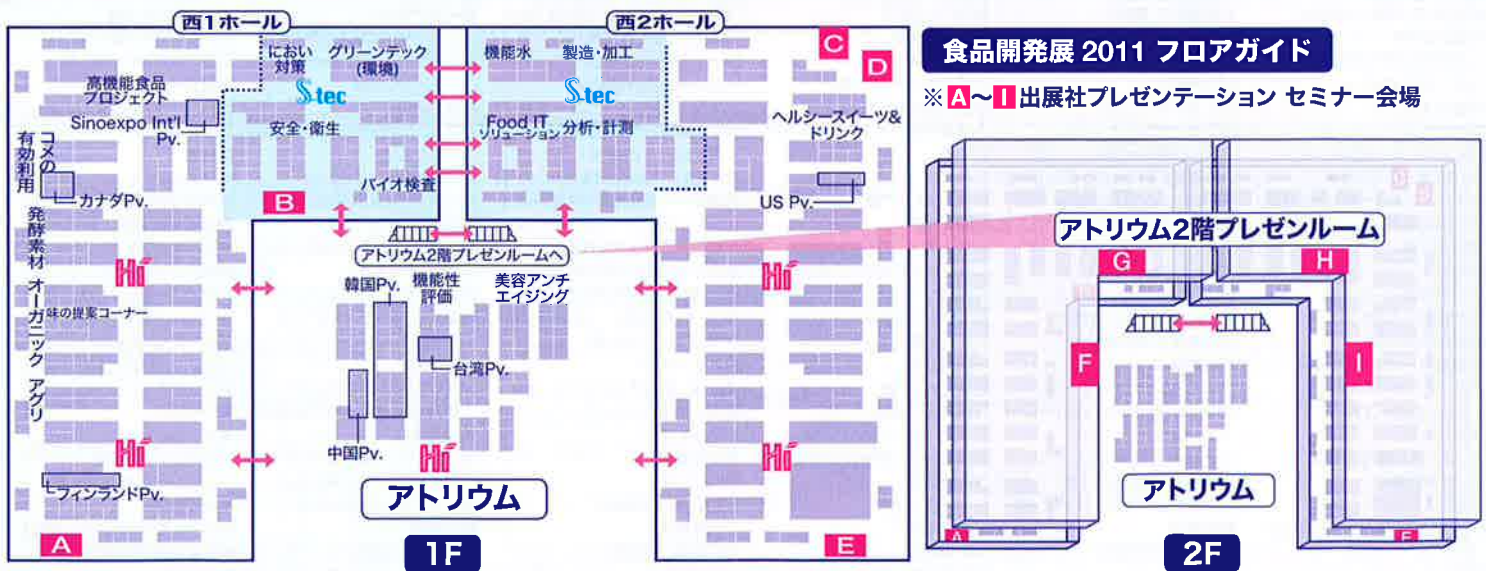 西1ホール
西2ホール
におい
対策
グリーンテック
(環境)
機能水
製造・加工
C
D
高機能食品
プロジェクト
Stec
Stec
Sinoexpo Int'l
Pv.
安全・衛生
Food IT
ソリューション
分析・計測
ヘルシースイーツ&
ドリンク
コメの
有効利用
カナダPv.
バイオ検査
B
US Pv.
発酵素材
アトリウム2階プレゼンルームへ
Hi
韓国Pv.
機能性
評価
美容アンチ
エイジング
Hi
オーガニック
味の提案コーナー
台湾Pv.
アグリ
Hi
中国Pv.
Hi
Hi
フィンランドPv.
アトリウム
A
1F
E
食品開発展 2011 フロアガイド
※A~I出展社プレゼンテーション セミナー会場
アトリウム2階プレゼンルーム
G
H
F
I
アトリウム
A
E
2F